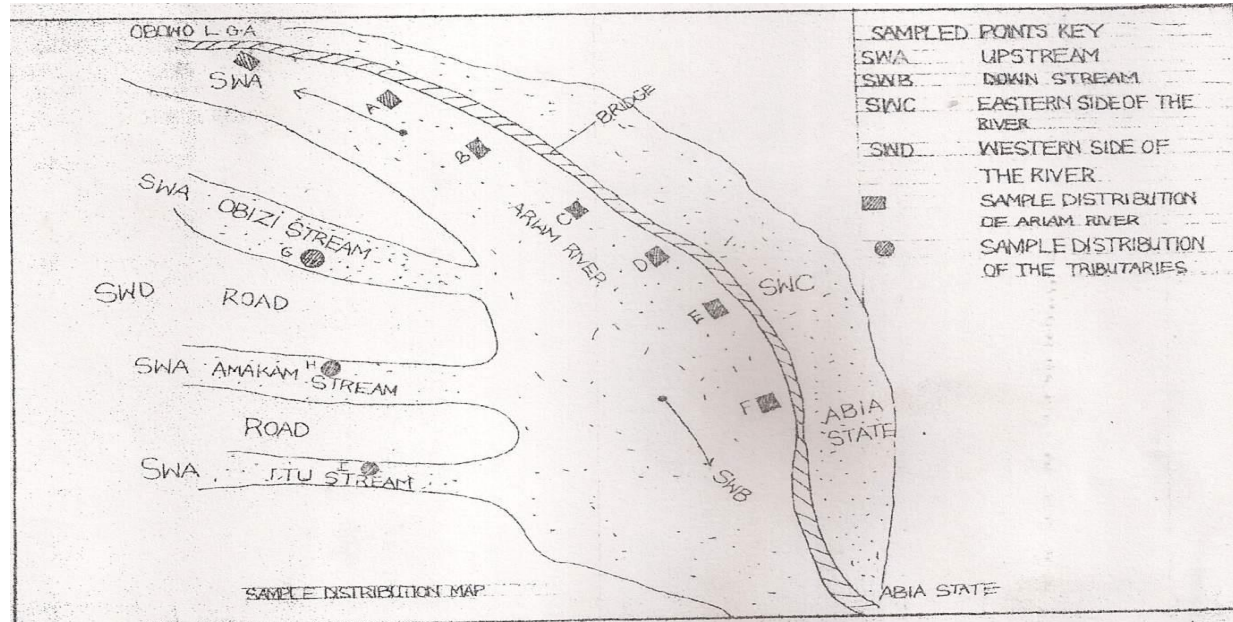 OBOWO L.G.A
SWA
A
B
BRIDGE
C
ARIAM RIVER
D
SWC
E
F
ABIA
STATE
SWB
SWA
OBIZI STREAM
G
SWD
ROAD
SWA AMAKAM H
STREAM
ROAD
I
SWA ITU STREAM
SAMPLE DISTRIBUTION MAP
ABIA STATE
SAMPLED POINTS KEY
SWA UPSTREAM
SWB DOWN STREAM
SWC EASTERN SIDE OF THE
RIVER
SWD WESTERN SIDE OF
THE RIVER
SAMPLE DISTRIBUTION
OF ARIAM RIVER
SAMPLE DISTRIBUTION
OF THE TRIBUTARIES